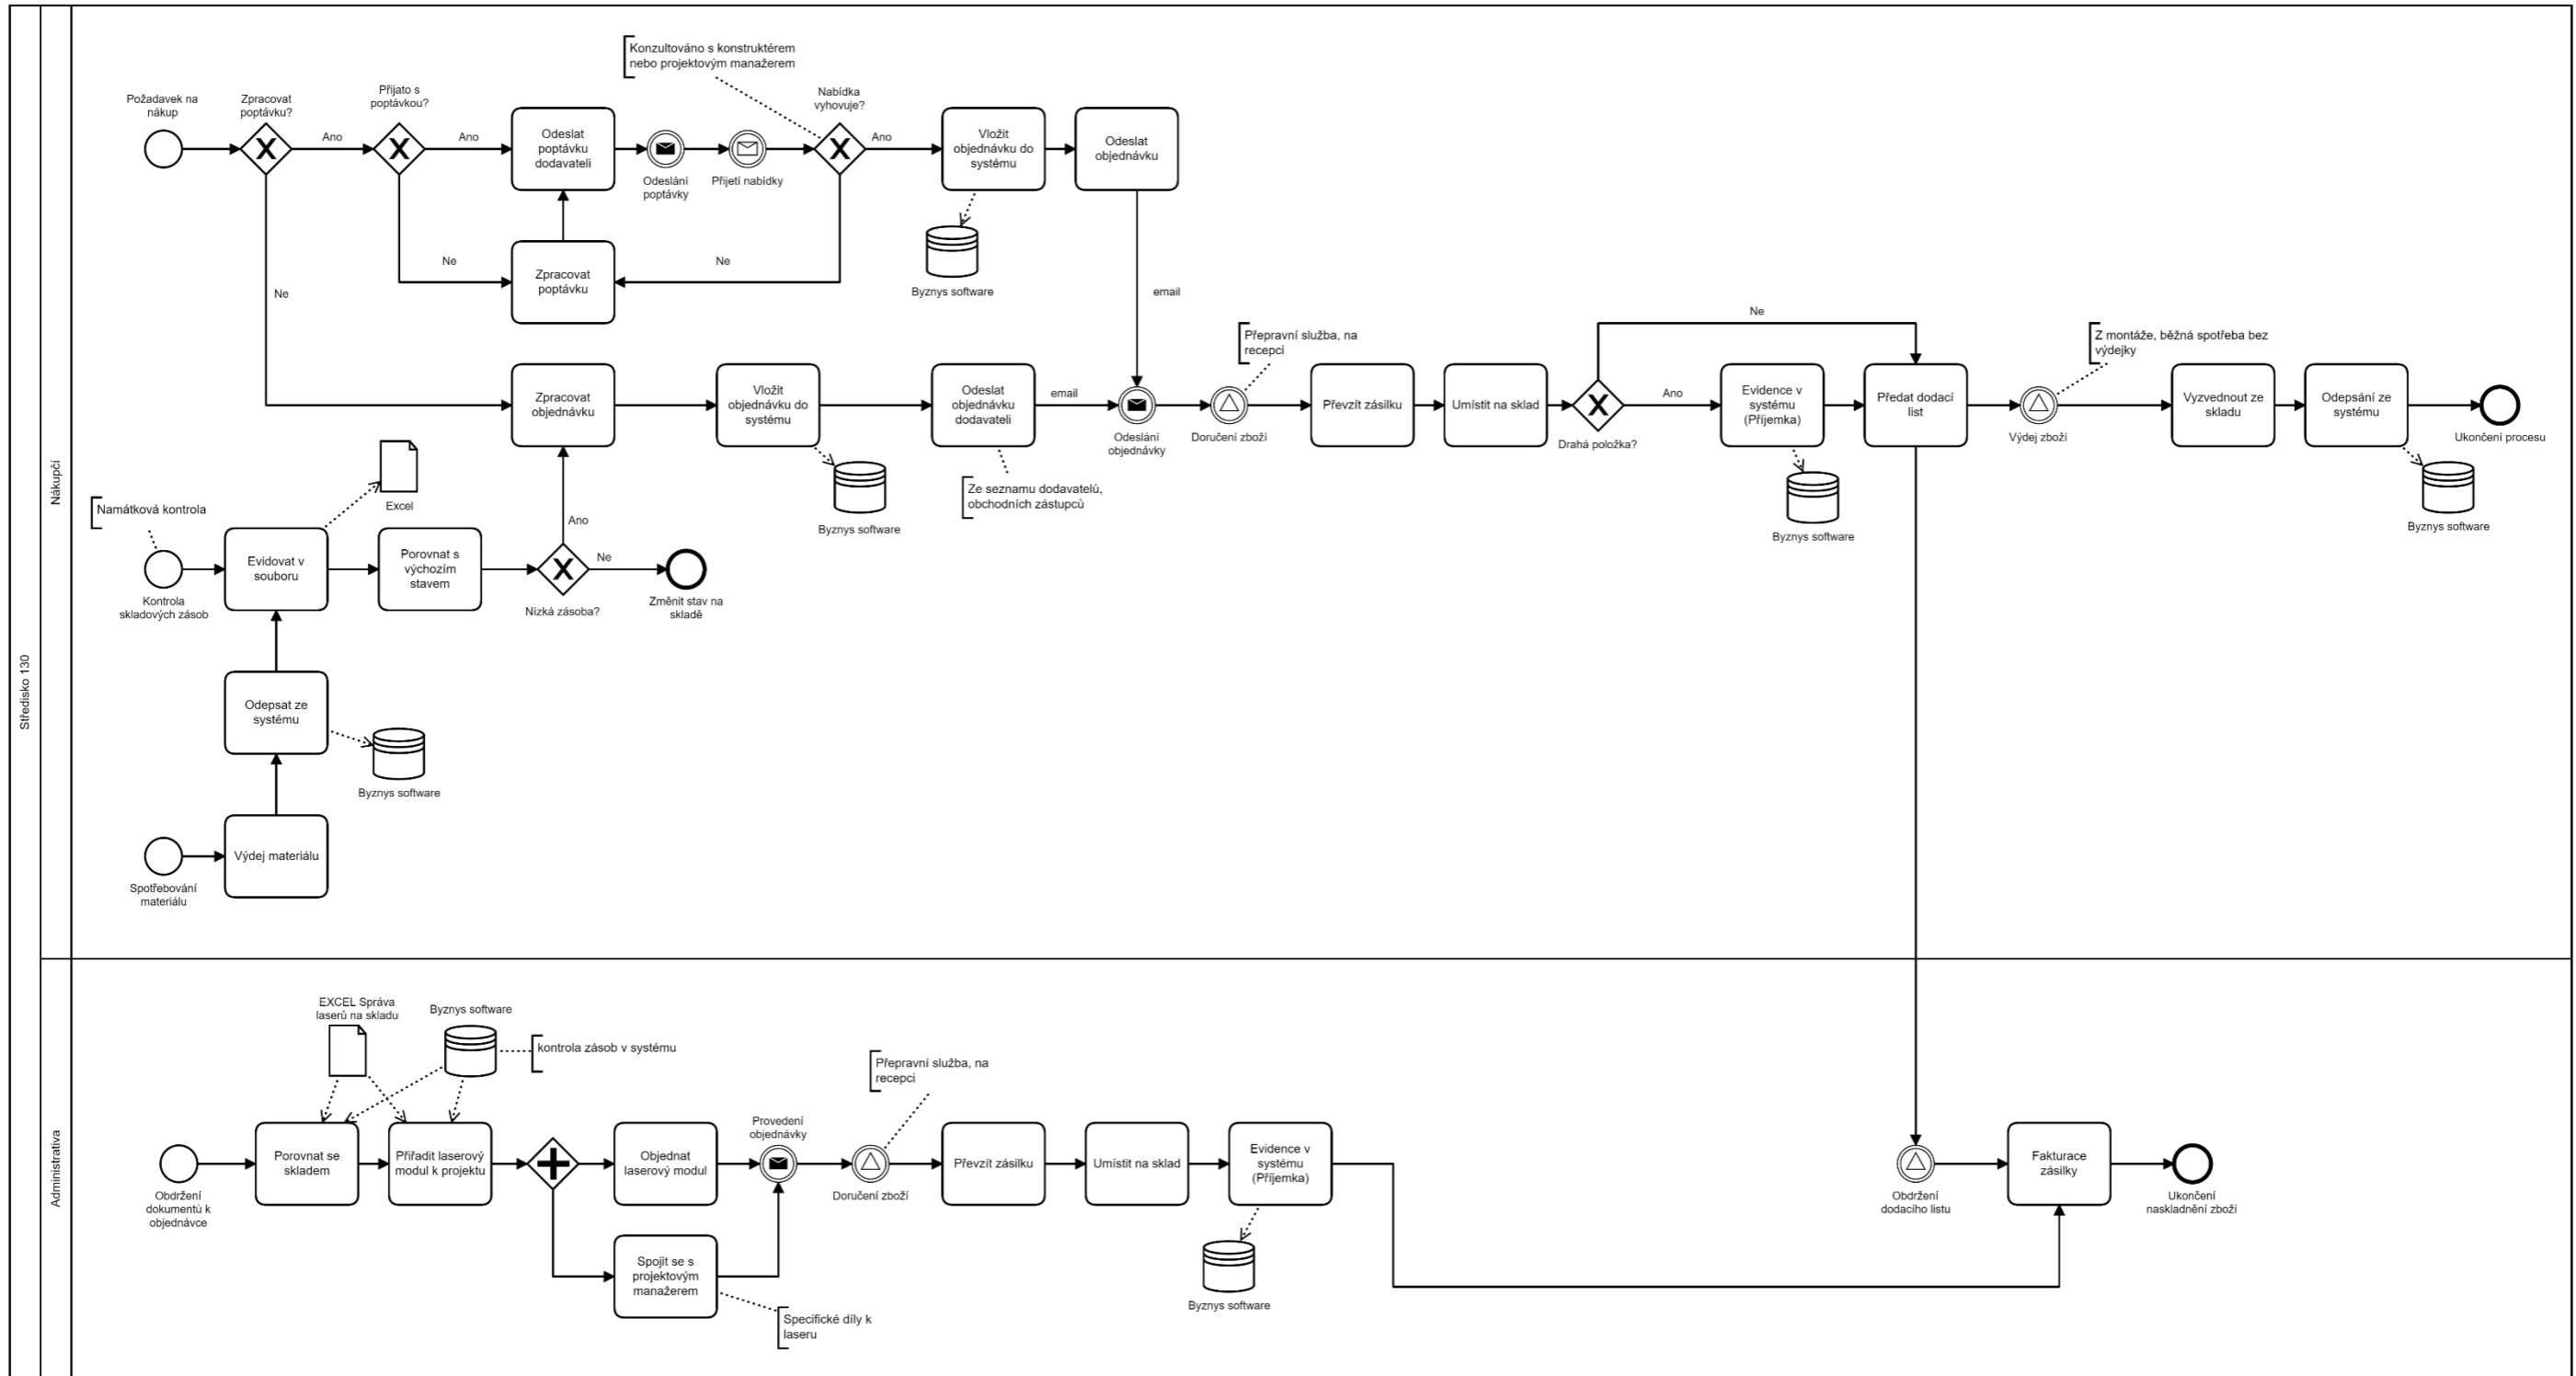 Středisko 130
Nákupčí
Konzultováno s konstruktérem
nebo projektovým manažerem
Požadavek na
nákup
Zpracovat
poptávku?
Ano
Přijato s
poptávkou?
Ano
Odeslat
poptávku
dodavateli
Odeslání
poptávky
Přijetí nabídky
Nabídka
vyhovuje?
Ano
Vložit
objednávku do
systému
Odeslat
objednávku
Byznys software
Ne
Ne
Ne
Zpracovat
poptávku
email
Zpracovat
objednávku
Vložit
objednávku do
systému
Byznys software
Odeslat
objednávku
dodavateli
Ze seznamu dodavatelů,
obchodních zástupců
email
Odeslání
objednávky
Přepravní služba, na
recepci
Doručení zboží
Převzít zásilku
Umístit na sklad
Drahá položka?
Ne
Ano
Evidence v
systému
(Příjemka)
Byznys software
Předat dodací
list
Z montáže, běžná spotřeba bez
výdejky
Výdej zboží
Vyzvednout ze
skladu
Odepsání ze
systému
Byznys software
Ukončení procesu
Namátková kontrola
Kontrola
skladových zásob
Evidovat v
souboru
Excel
Porovnat s
výchozím
stavem
Nízká zásoba?
Ano
Ne
Změnit stav na
skladě
Odepsat ze
systému
Byznys software
Spotřebování
materiálu
Výdej materiálu
Administrativa
EXCEL Správa
laserů na skladu
Byznys software
kontrola zásob v systému
Obdržení
dokumentů k
objednávce
Porovnat se
skladem
Přiřadit laserový
modul k projektu
Objednat
laserový modul
Spojit se s
projektovým
manažerem
Specifické díly k
laseru
Provedení
objednávky
Přepravní služba, na
recepci
Doručení zboží
Převzít zásilku
Umístit na sklad
Evidence v
systému
(Příjemka)
Byznys software
Obdržení
dodacího listu
Fakturace
zásilky
Ukončení
naskladnění zboží